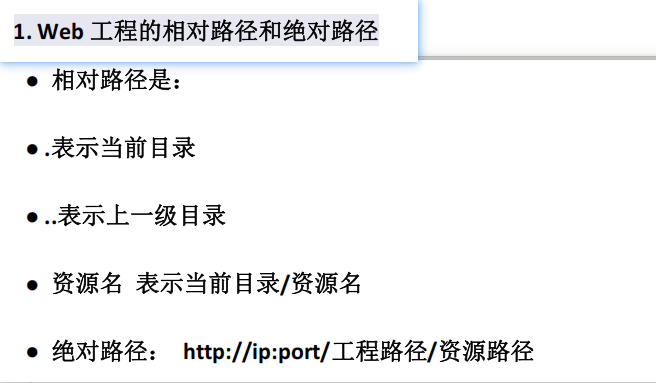 1. Web 工程的相对路径和绝对路径
● 相对路径是：
● .表示当前目录
● ..表示上一级目录
● 资源名 表示当前目录/资源名
● 绝对路径： http://ip:port/工程路径/资源路径